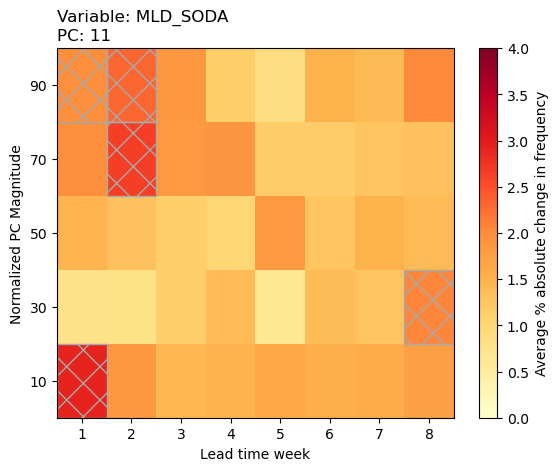 Variable: MLD_SODA
PC: 11
4.0
3.5
3.0
2.5
2.0
1.5
1.0
0.5
0.0
Average % absolute change in frequency
90
70
50
30
10
Normalized PC Magnitude
1 2 3 4 5 6 7 8
Lead time week